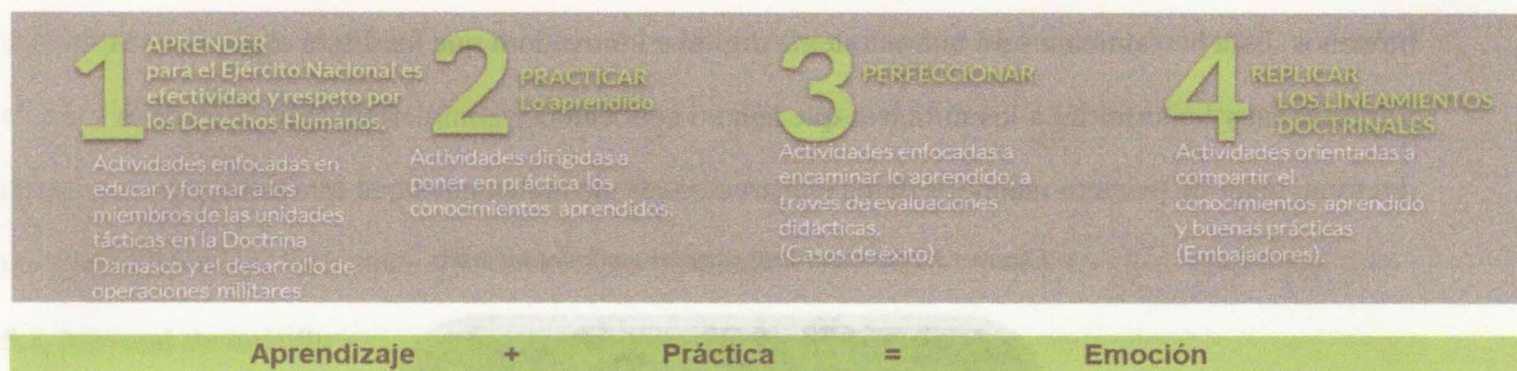 1 APRENDER
para el Ejército Nacional es
efectividad y respeto por
los Derechos Humanos.
Actividades enfocadas en
educar y formar a los
miembros de las unidades
tácticas en la Doctrina
Damasco y el desarrollo de
operaciones militares
2 PRACTICAR
Lo aprendido
Actividades dirigidas a
poner en práctica los
conocimientos aprendidos.
3 PERFECCIONAR
Actividades enfocadas a
encaminar lo aprendido, a
través de evaluaciones
didácticas.
(Casos de exito)
4 REPLICAR
LOS LINEAMIENTOS
DOCTRINALES
Actividades orientadas a
compartir el
conocimientos aprendido
y buenas prácticas
(Embajadores).
Aprendizaje + Práctica = Emoción